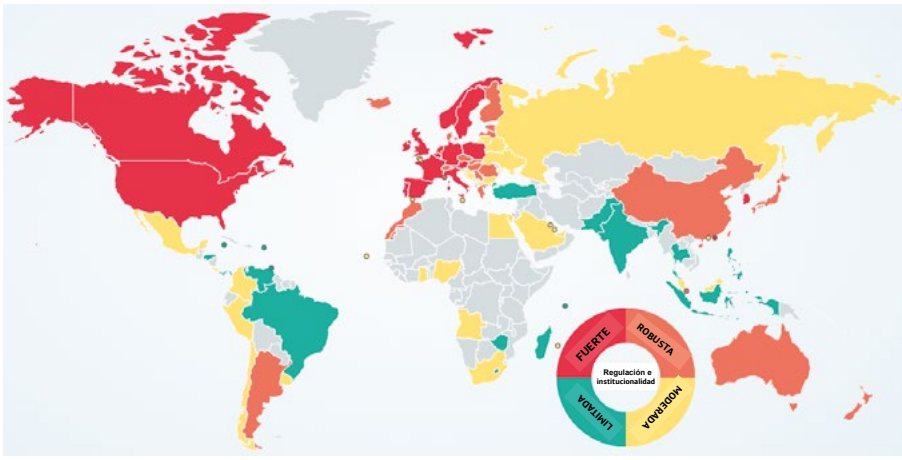 FUERTE
ROBUSTA
Regulación e
institucionalidad
LIMITADA
MODERADA